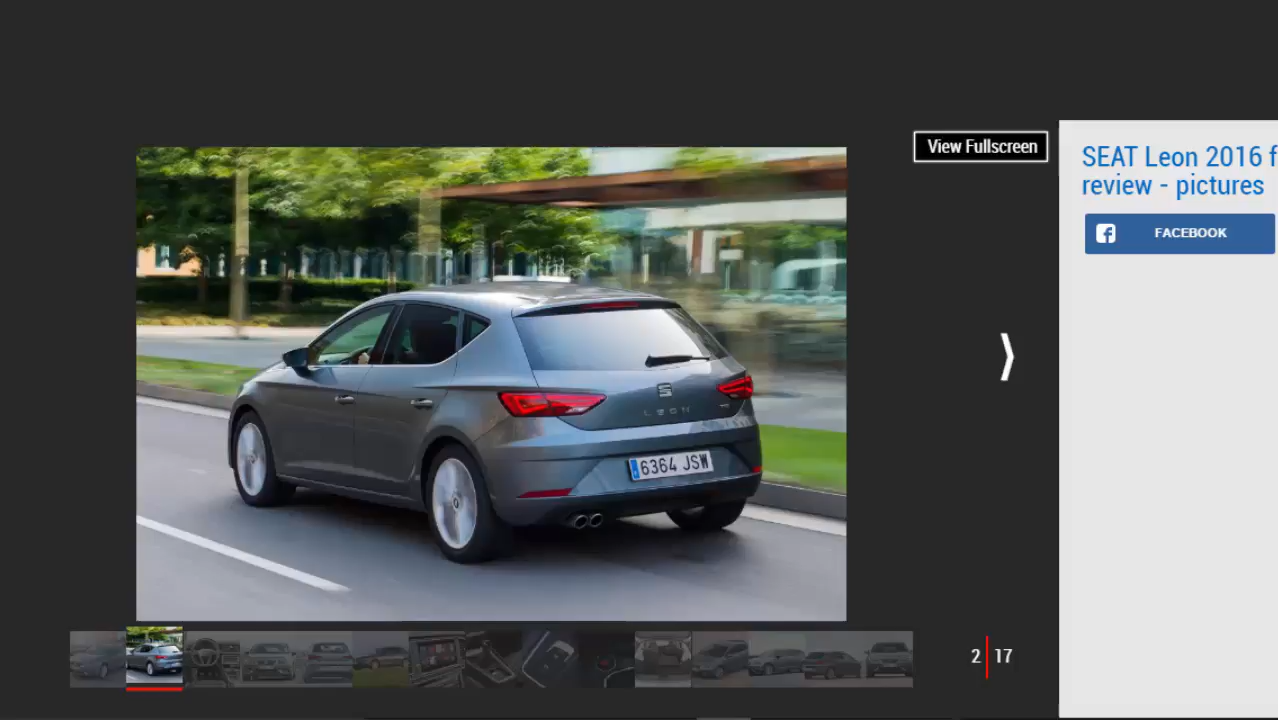 View Fullscreen
SEAT Leon 2016 f
review - pictures
FACEBOOK
LEON
6364 JSW
2 17